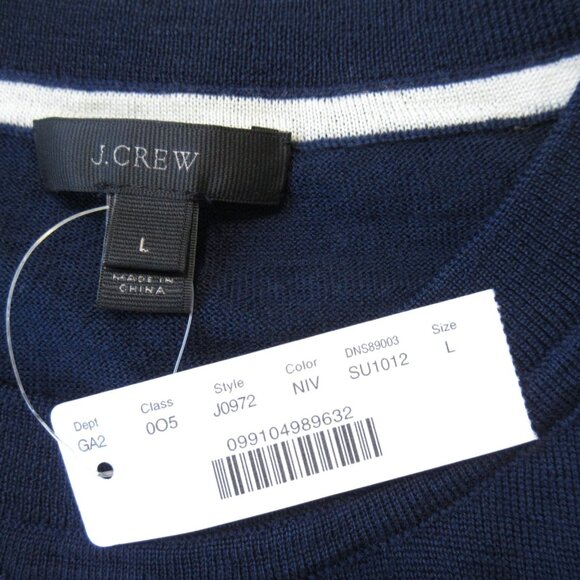 J.CREW
L
MADE IN
CHINA
Dept Class Style Color DNS89003 Size
GA2 0O5 J0972 NIV SU1012 L
099104989632